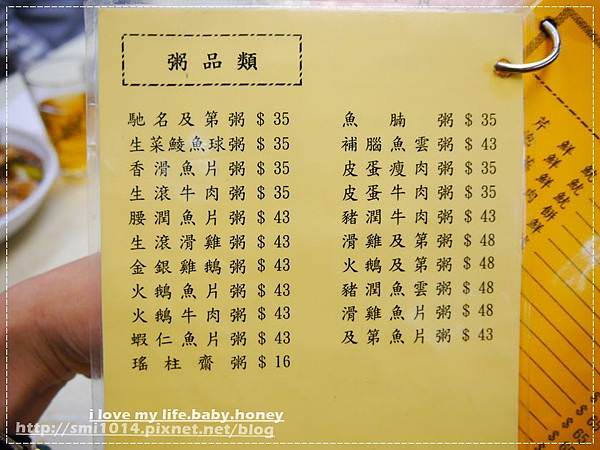 粥品類
馳名及第粥 $ 35
生菜鯪魚球粥 $ 35
香滑魚片粥 $ 35
生滾牛肉粥 $ 35
腰潤魚片粥 $ 43
生滾滑雞粥 $ 43
金銀雞鵝粥 $ 43
火鵝魚片粥 $ 43
火鵝牛肉粥 $ 43
蝦仁魚片粥 $ 43
瑤柱齋粥 $ 16
魚腩粥 $ 35
補腦魚雲粥 $ 43
皮蛋瘦肉粥 $ 35
皮蛋牛肉粥 $ 35
豬潤牛肉粥 $ 43
滑雞及第粥 $ 48
火鵝及第粥 $ 48
豬潤魚雲粥 $ 48
滑雞魚片粥 $ 48
及第魚片粥 $ 43
i love my life.baby.honey
http://smi1014.pixnet.net/blog